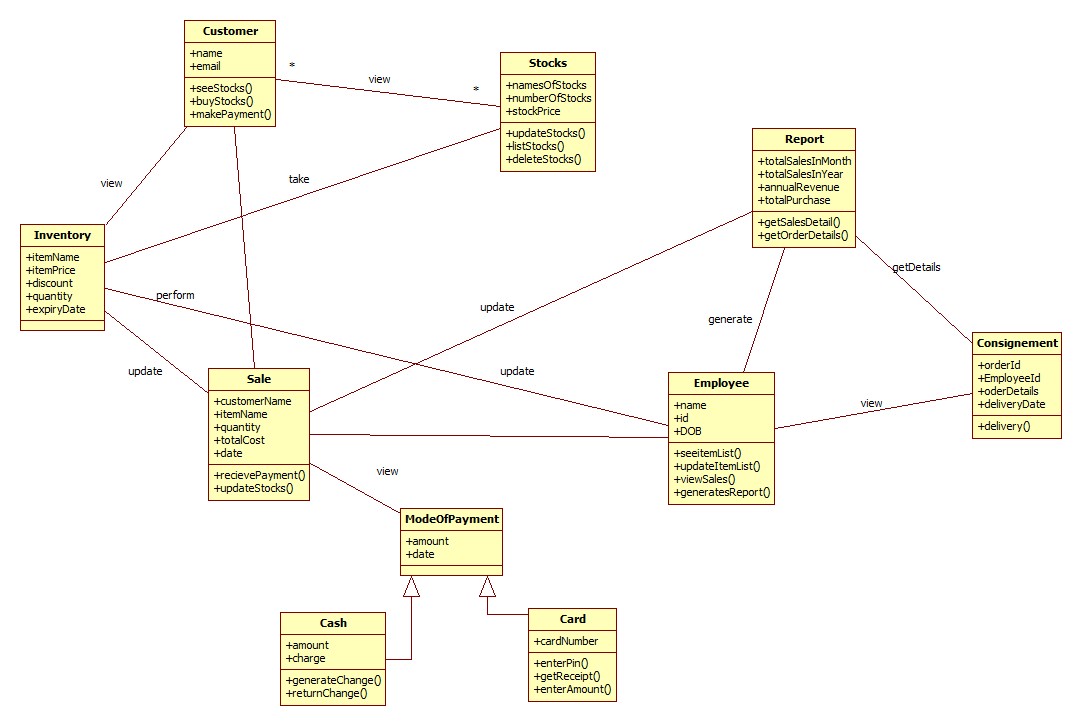 Customer
+name
+email
+seeStocks()
+buyStocks()
+makePayment()
*
view
*
Stocks
+namesOfStocks
+numberOfStocks
+stockPrice
+updateStocks()
+listStocks()
+deleteStocks()
Report
+totalSalesInMonth
+totalSalesInYear
+annualRevenue
+totalPurchase
+getSalesDetail()
+getOrderDetails()
view
take
Inventory
+itemName
+itemPrice
+discount
+quantity
+expiryDate
perform
update
getDetails
generate
update
update
Consignement
+orderId
+EmployeeId
+oderDetails
+deliveryDate
+delivery()
Sale
+customerName
+itemName
+quantity
+totalCost
+date
+recievePayment()
+updateStocks()
Employee
+name
+id
+DOB
+seeitemList()
+updateItemList()
+viewSales()
+generatesReport()
view
view
ModeOfPayment
+amount
+date
Cash
+amount
+charge
+generateChange()
+returnChange()
Card
+cardNumber
+enterPin()
+getReceipt()
+enterAmount()